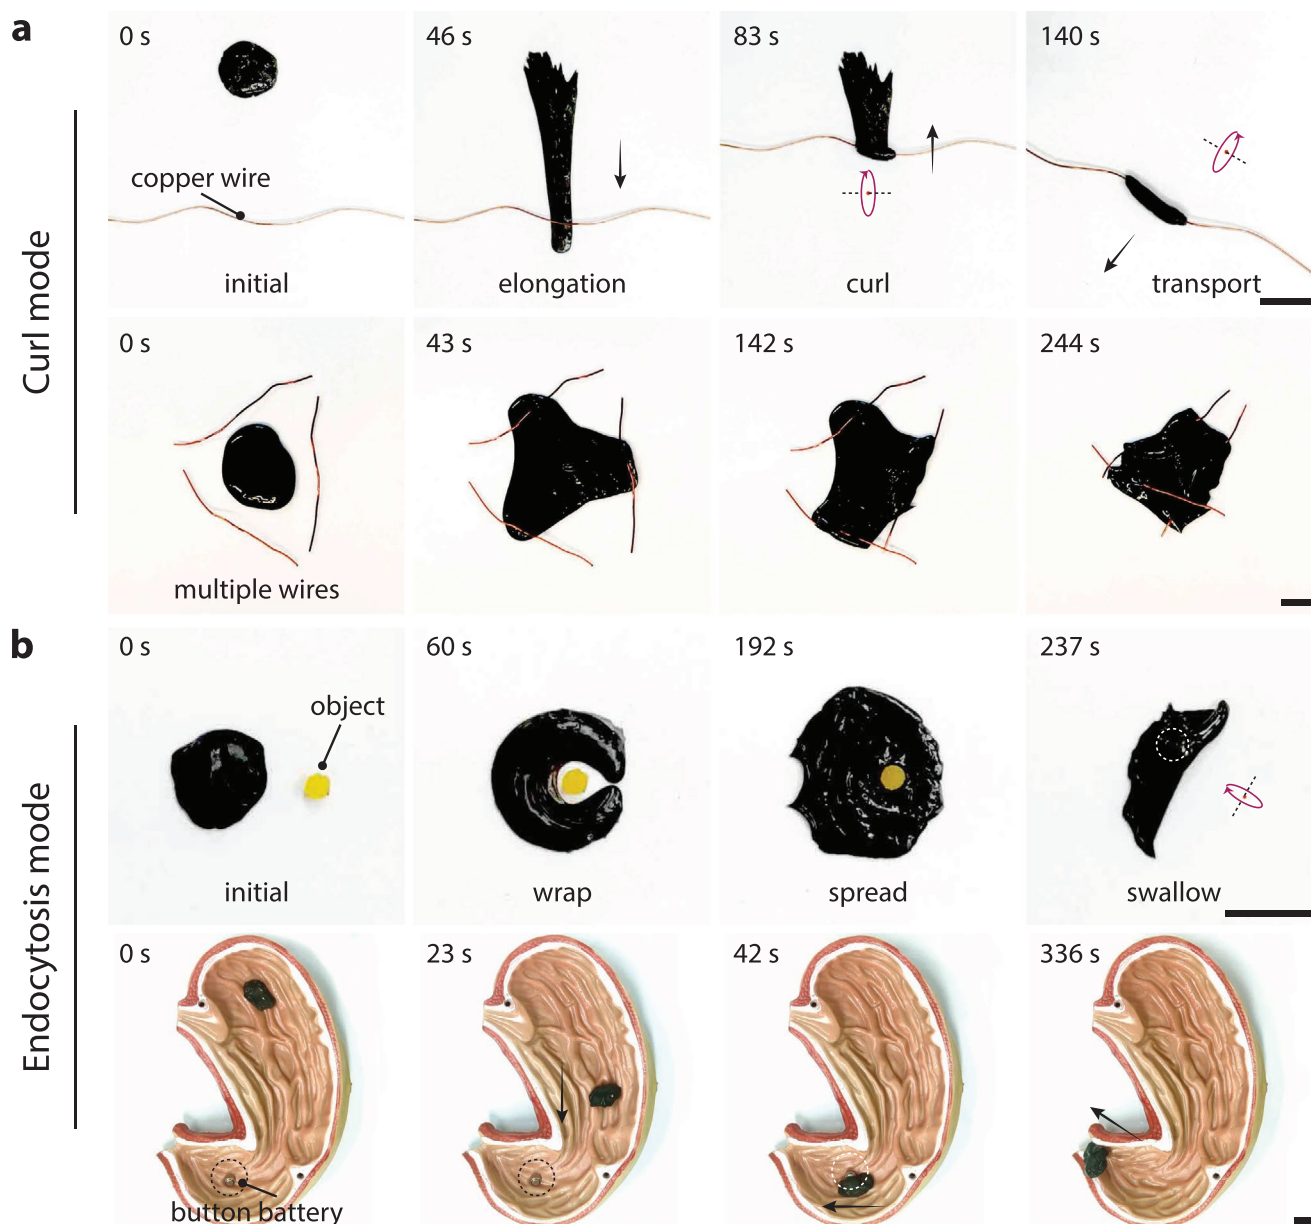 a
Curl mode
0 s
46 s
83 s
140 s
copper wire
initial
elongation
curl
transport
0 s
43 s
142 s
244 s
multiple wires
b
Endocytosis mode
0 s
60 s
192 s
237 s
object
initial
wrap
spread
swallow
0 s
23 s
42 s
336 s
button battery